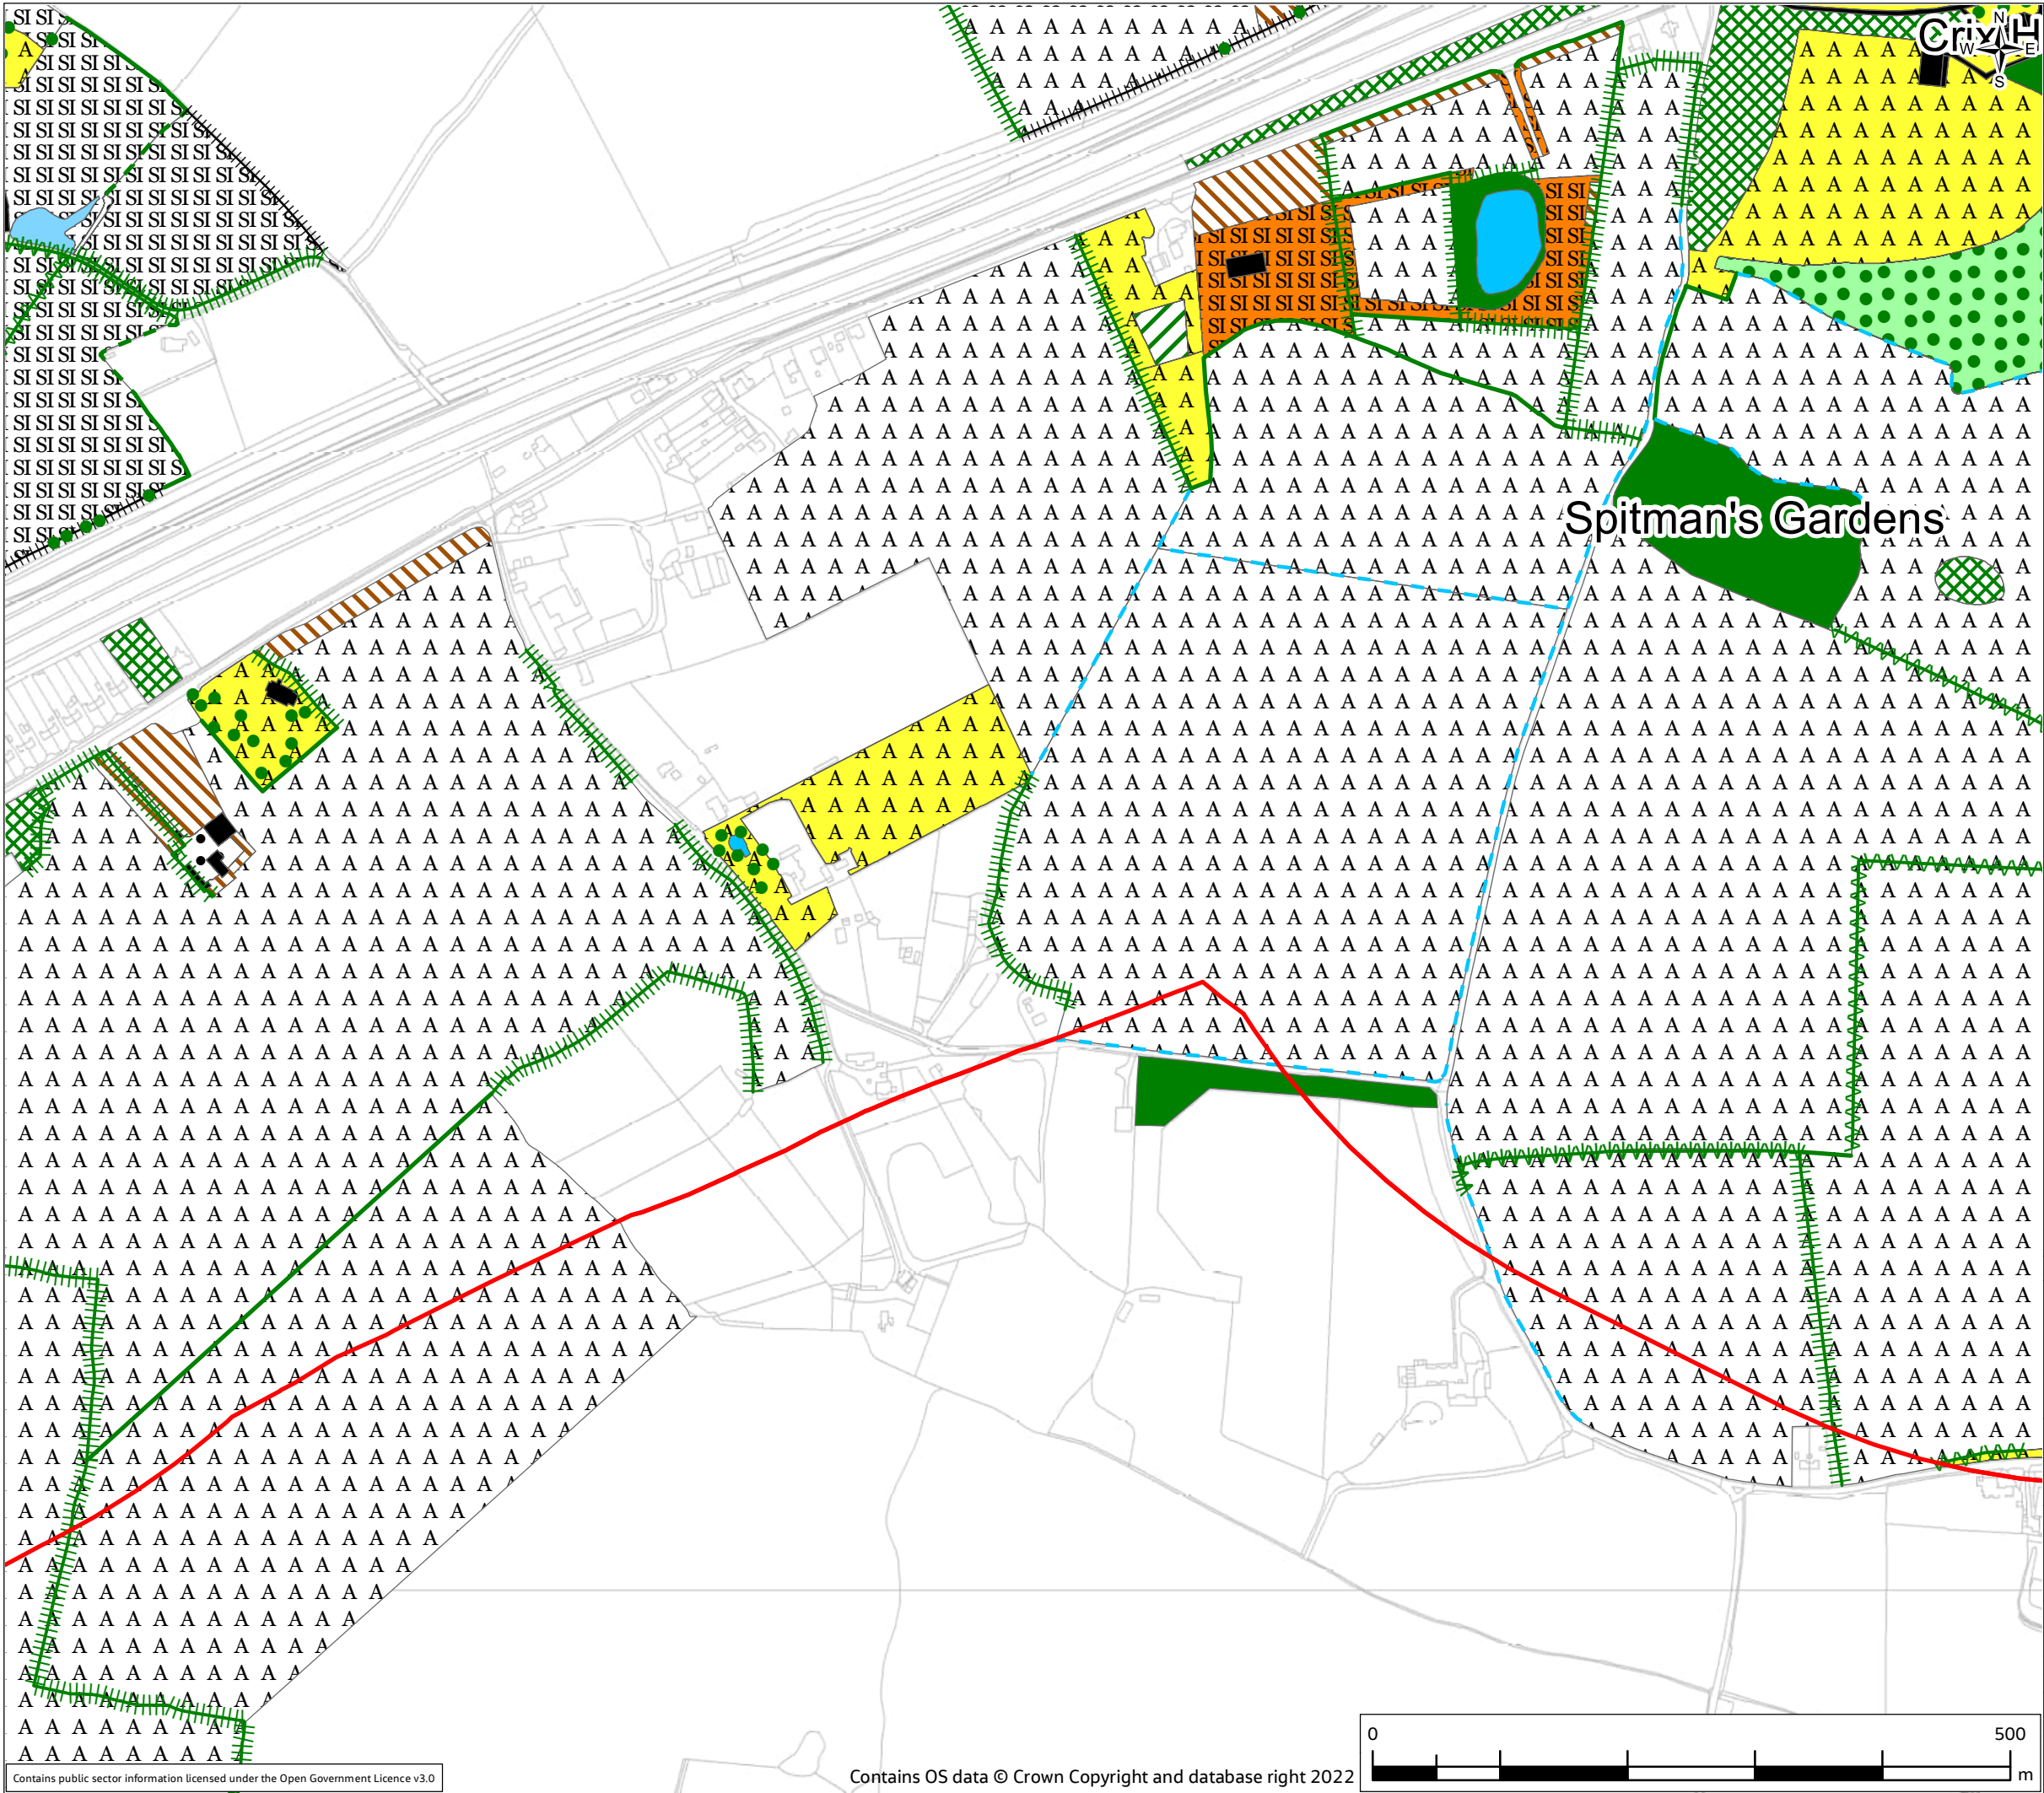 Crix H
N
W E
S
Spitman's Gardens
0 500
m
Contains public sector information licensed under the Open Government Licence v3.0
Contains OS data © Crown Copyright and database right 2022